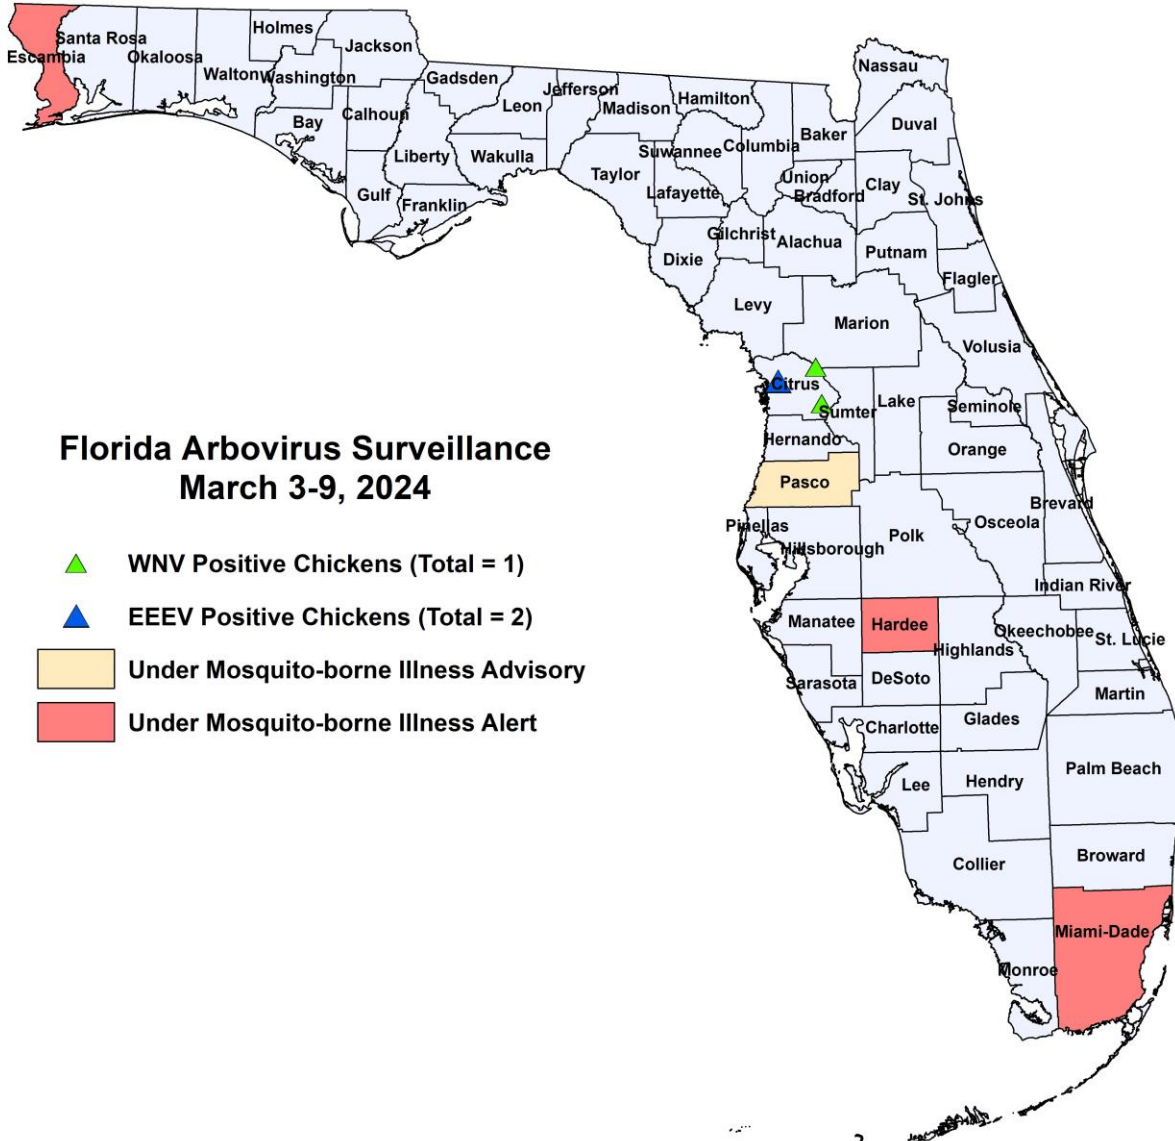 Holmes
Santa Rosa
Jackson
Escambia
Okaloosa
Walton
Washington
Gadsden
Jefferson
Leon
Madison
Hamilton
Nassau
Bay
Calhoun
Duval
Baker
Columbia
Suwannee
Liberty
Wakulla
Taylor
Union
Clay
Lafayette
Bradford
St. Johns
Gulf
Franklin
Gilchrist
Alachua
Putnam
Dixie
Flagler
Levy
Marion
Volusia
Citrus
Lake
Sumter
Seminole
Hernando
Orange
Florida Arbovirus Surveillance
March 3-9, 2024
Pasco
Brevard
Pinellas
Osceola
Polk
Hillsborough
WNV Positive Chickens (Total = 1)
Indian River
EEEV Positive Chickens (Total = 2)
Manatee
Hardee
Okeechobee
St. Lucie
Highlands
Under Mosquito-borne Illness Advisory
Sarasota
DeSoto
Martin
Under Mosquito-borne Illness Alert
Charlotte
Glades
Palm Beach
Lee
Hendry
Broward
Collier
Miami-Dade
Monroe